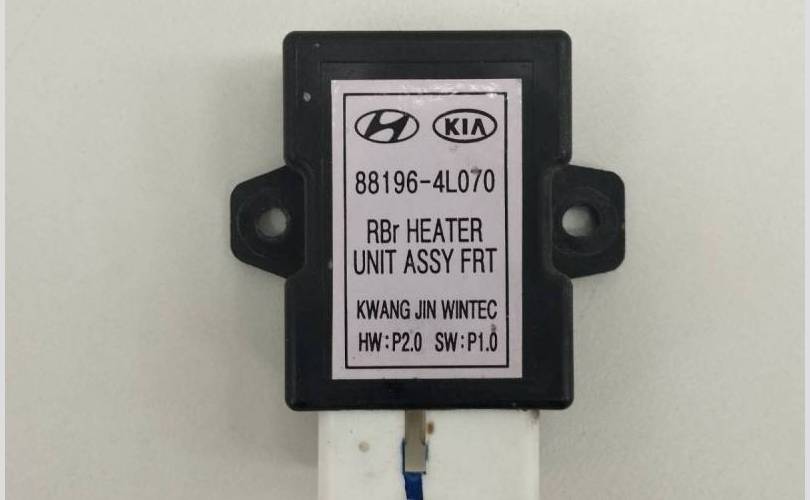 KIA
88196-4L070
RBr HEATER
UNIT ASSY FRT
KWANG JIN WINTEC
HW:P2.0 SW:P1.0